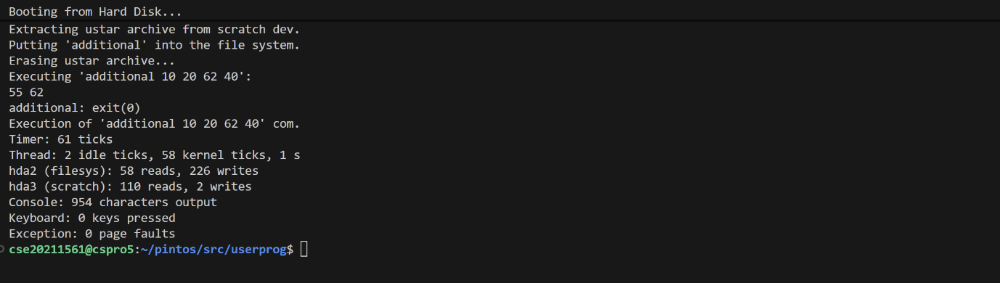 Booting from Hard Disk...
Extracting ustar archive from scratch dev.
Putting 'additional' into the file system.
Erasing ustar archive...
Executing 'additional 10 20 62 40':
55 62
additional: exit(0)
Execution of 'additional 10 20 62 40' com.
Timer: 61 ticks
Thread: 2 idle ticks, 58 kernel ticks, 1 s
hda2 (filesys): 58 reads, 226 writes
hda3 (scratch): 110 reads, 2 writes
Console: 954 characters output
Keyboard: 0 keys pressed
Exception: 0 page faults
cse20211561@cspro5:~/pintos/src/userprog$